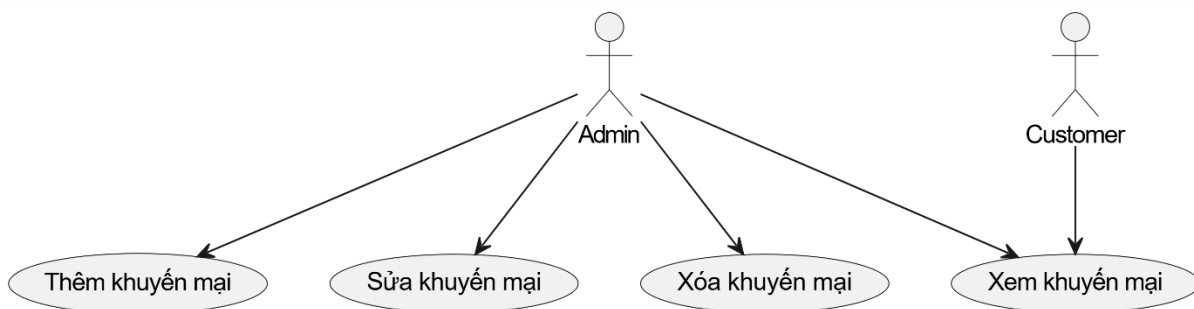 Admin
Customer
Thêm khuyến mại
Sửa khuyến mại
Xóa khuyến mại
Xem khuyến mại